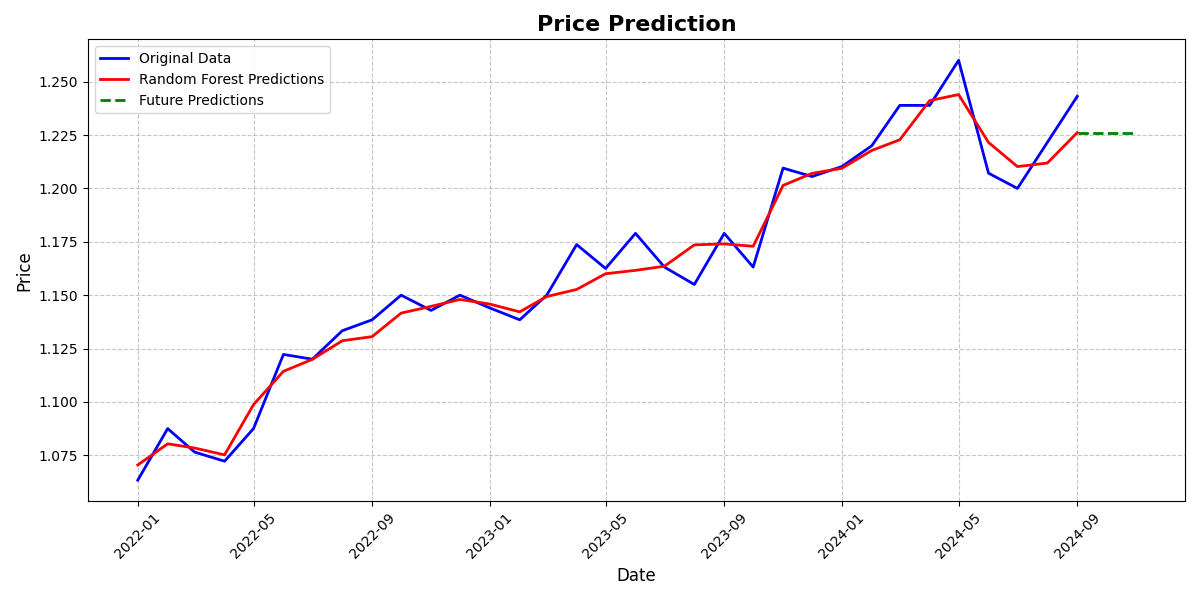 Price Prediction
Original Data
Random Forest Predictions
Future Predictions
Price
1.250
1.225
1.200
1.175
1.150
1.125
1.100
1.075
2022-01
2022-05
2022-09
2023-01
2023-05
2023-09
2024-01
2024-05
2024-09
Date